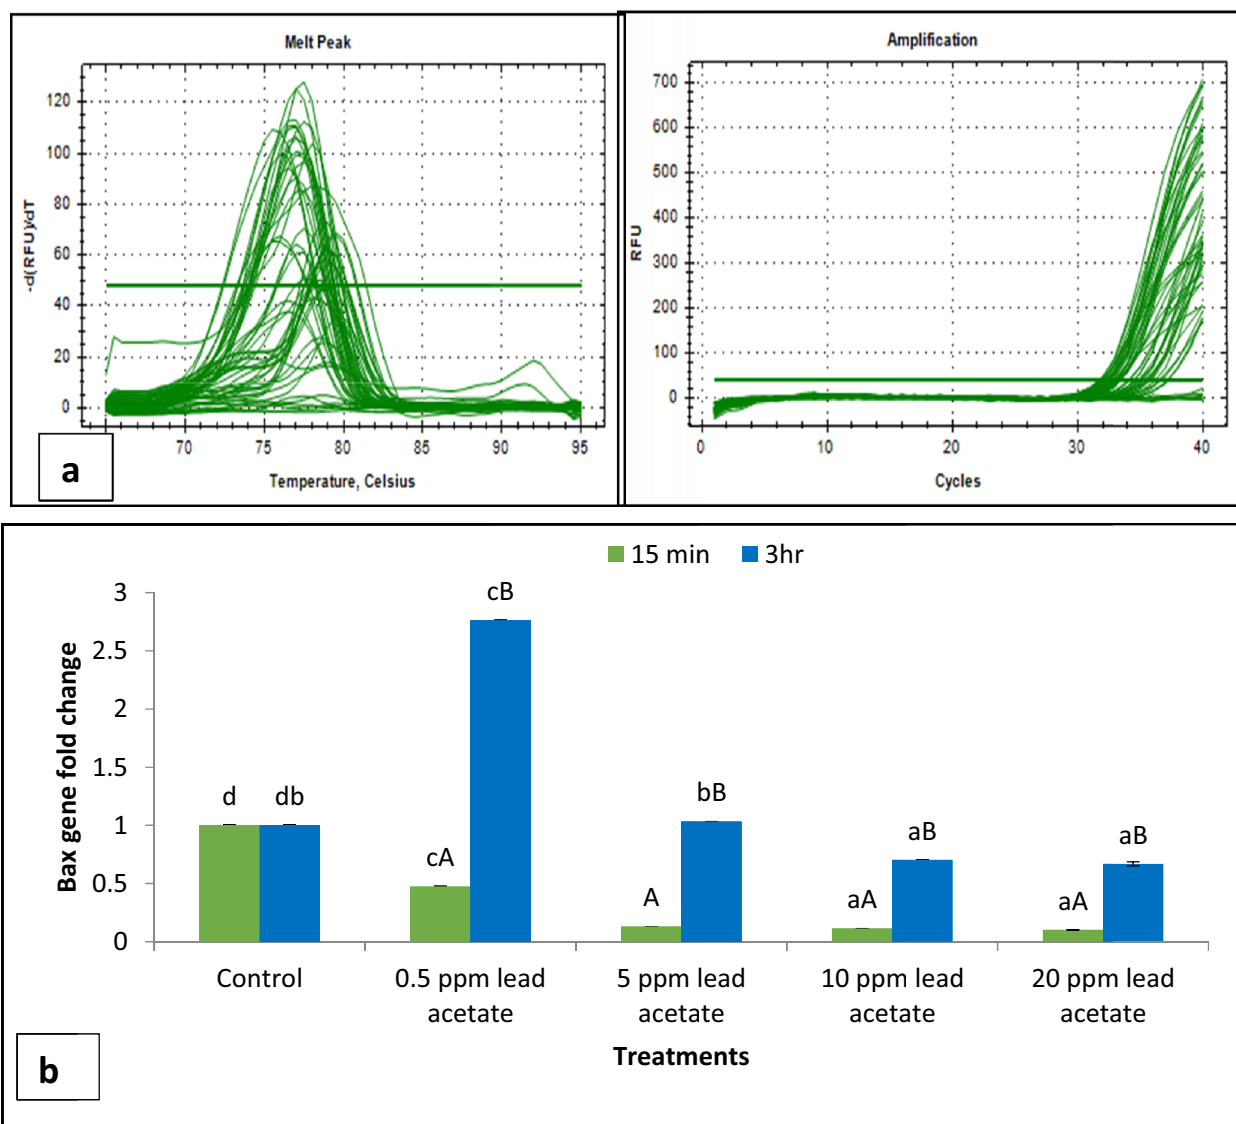 Melt Peak
-d(RFU)/dT
120
100
80
60
40
20
0
70 75 80 85 90 95
Temperature, Celsius
a
Amplification
RFU
700
600
500
400
300
200
100
0
0 10 20 30 40
Cycles
15 min 3hr
Bax gene fold change
3
2.5
2
1.5
1
0.5
0
d db cA cB A bB aA aB aA aB
Control 0.5 ppm lead 5 ppm lead 10 ppm lead 20 ppm lead
acetate acetate acetate acetate
Treatments
b